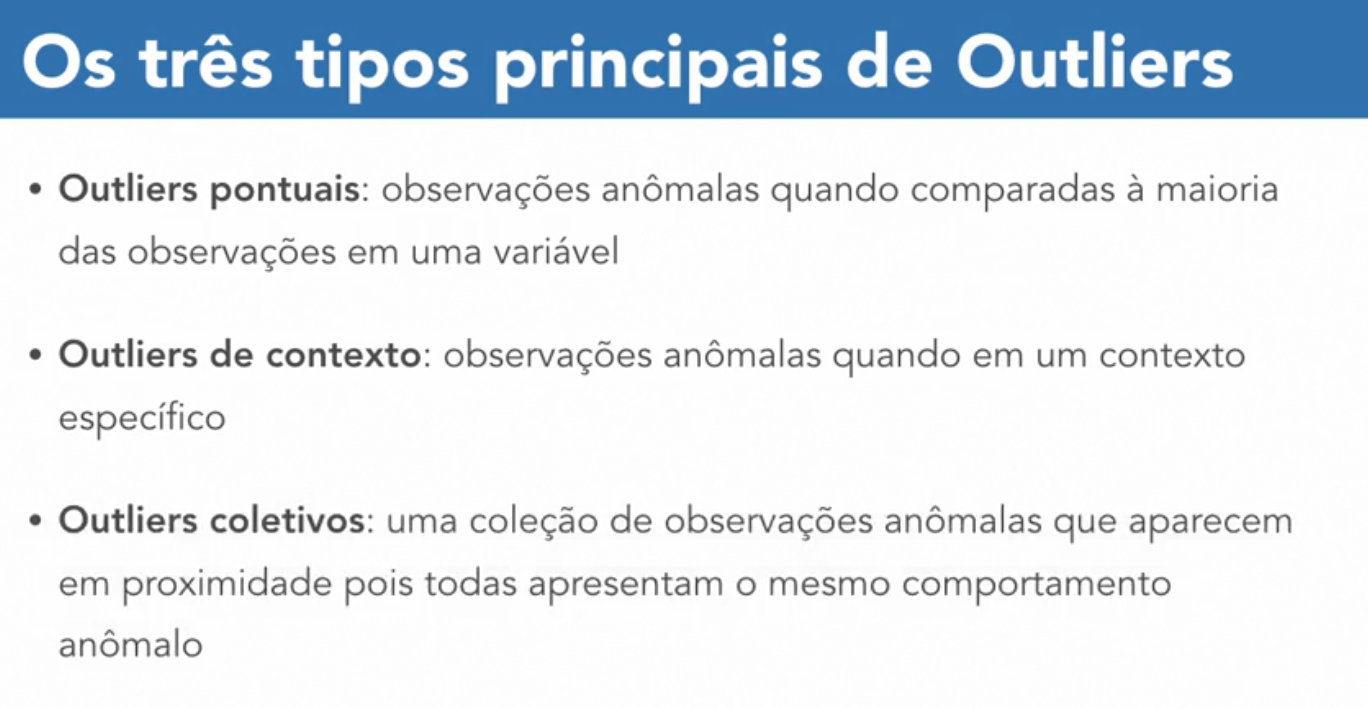 Os três tipos principais de Outliers
• Outliers pontuais: observações anômalas quando comparadas à maioria
das observações em uma variável
• Outliers de contexto: observações anômalas quando em um contexto
específico
• Outliers coletivos: uma coleção de observações anômalas que aparecem
em proximidade pois todas apresentam o mesmo comportamento
anômalo